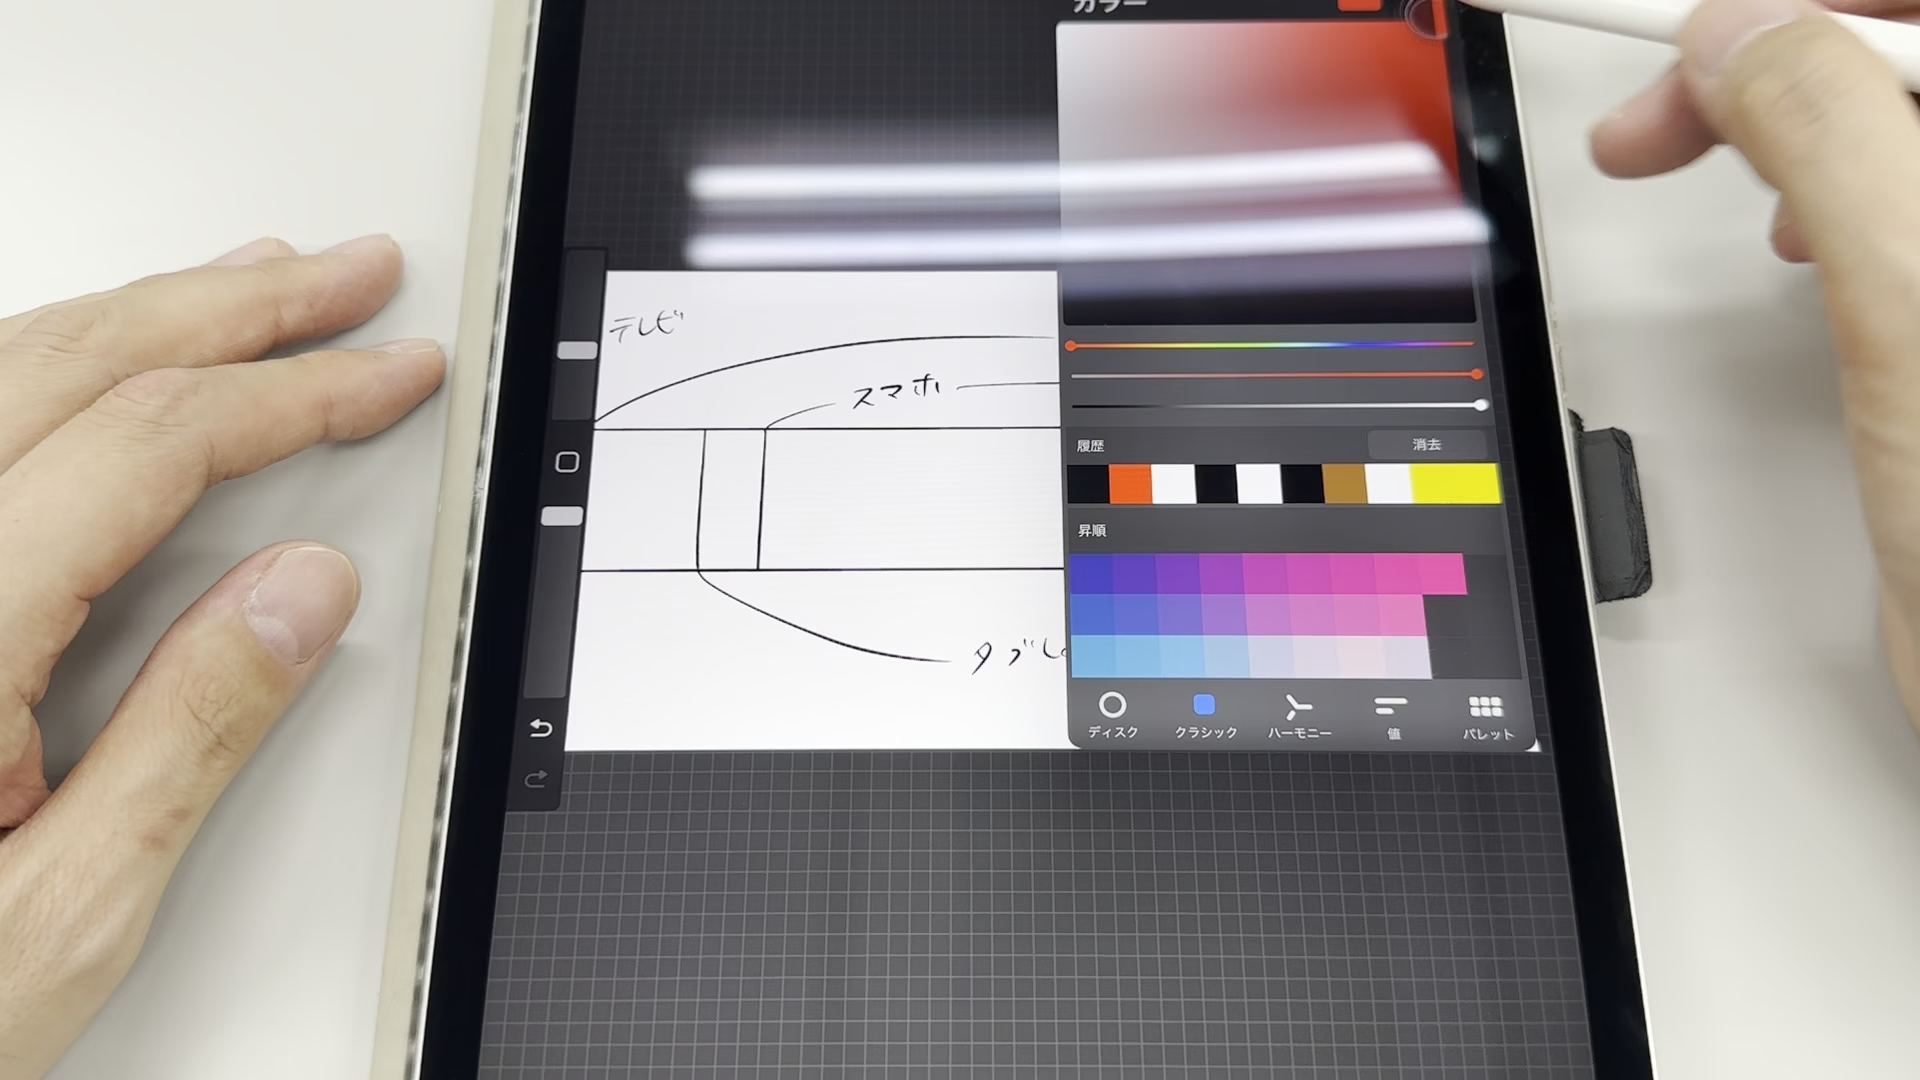 カラー
テレビ
スマホ
履歴 消去
昇順
タブレ
ディスク クラシック ハーモニー 値 パレット